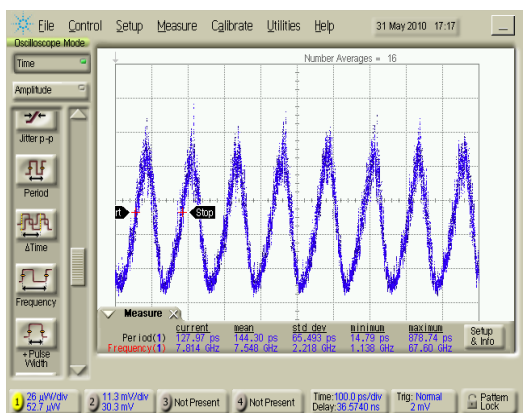 File Control Setup Measure Calibrate Utilities Help 31 May 2010 17:17
Oscilloscope Mode
Time
Number Averages = 16
Amplitude
Jitter p-p
Period
Stop
ΔTime
Frequency
Measure
current mean std dev minimum maximum
Period(1) 127.97 ps 144.30 ps 65.493 ps 14.79 ps 878.74 ps
Frequency(1) 7.814 GHz 7.548 GHz 2.218 GHz 1.138 GHz 67.60 GHz
Setup & Info
+Pulse Width
1 26 µW/div 52.7 µW
2 11.3 mV/div 30.3 mV
3 Not Present
4 Not Present
Time:100.0 ps/div Delay:36.5740 ns
Trig: Normal 2 mV
Pattern Lock